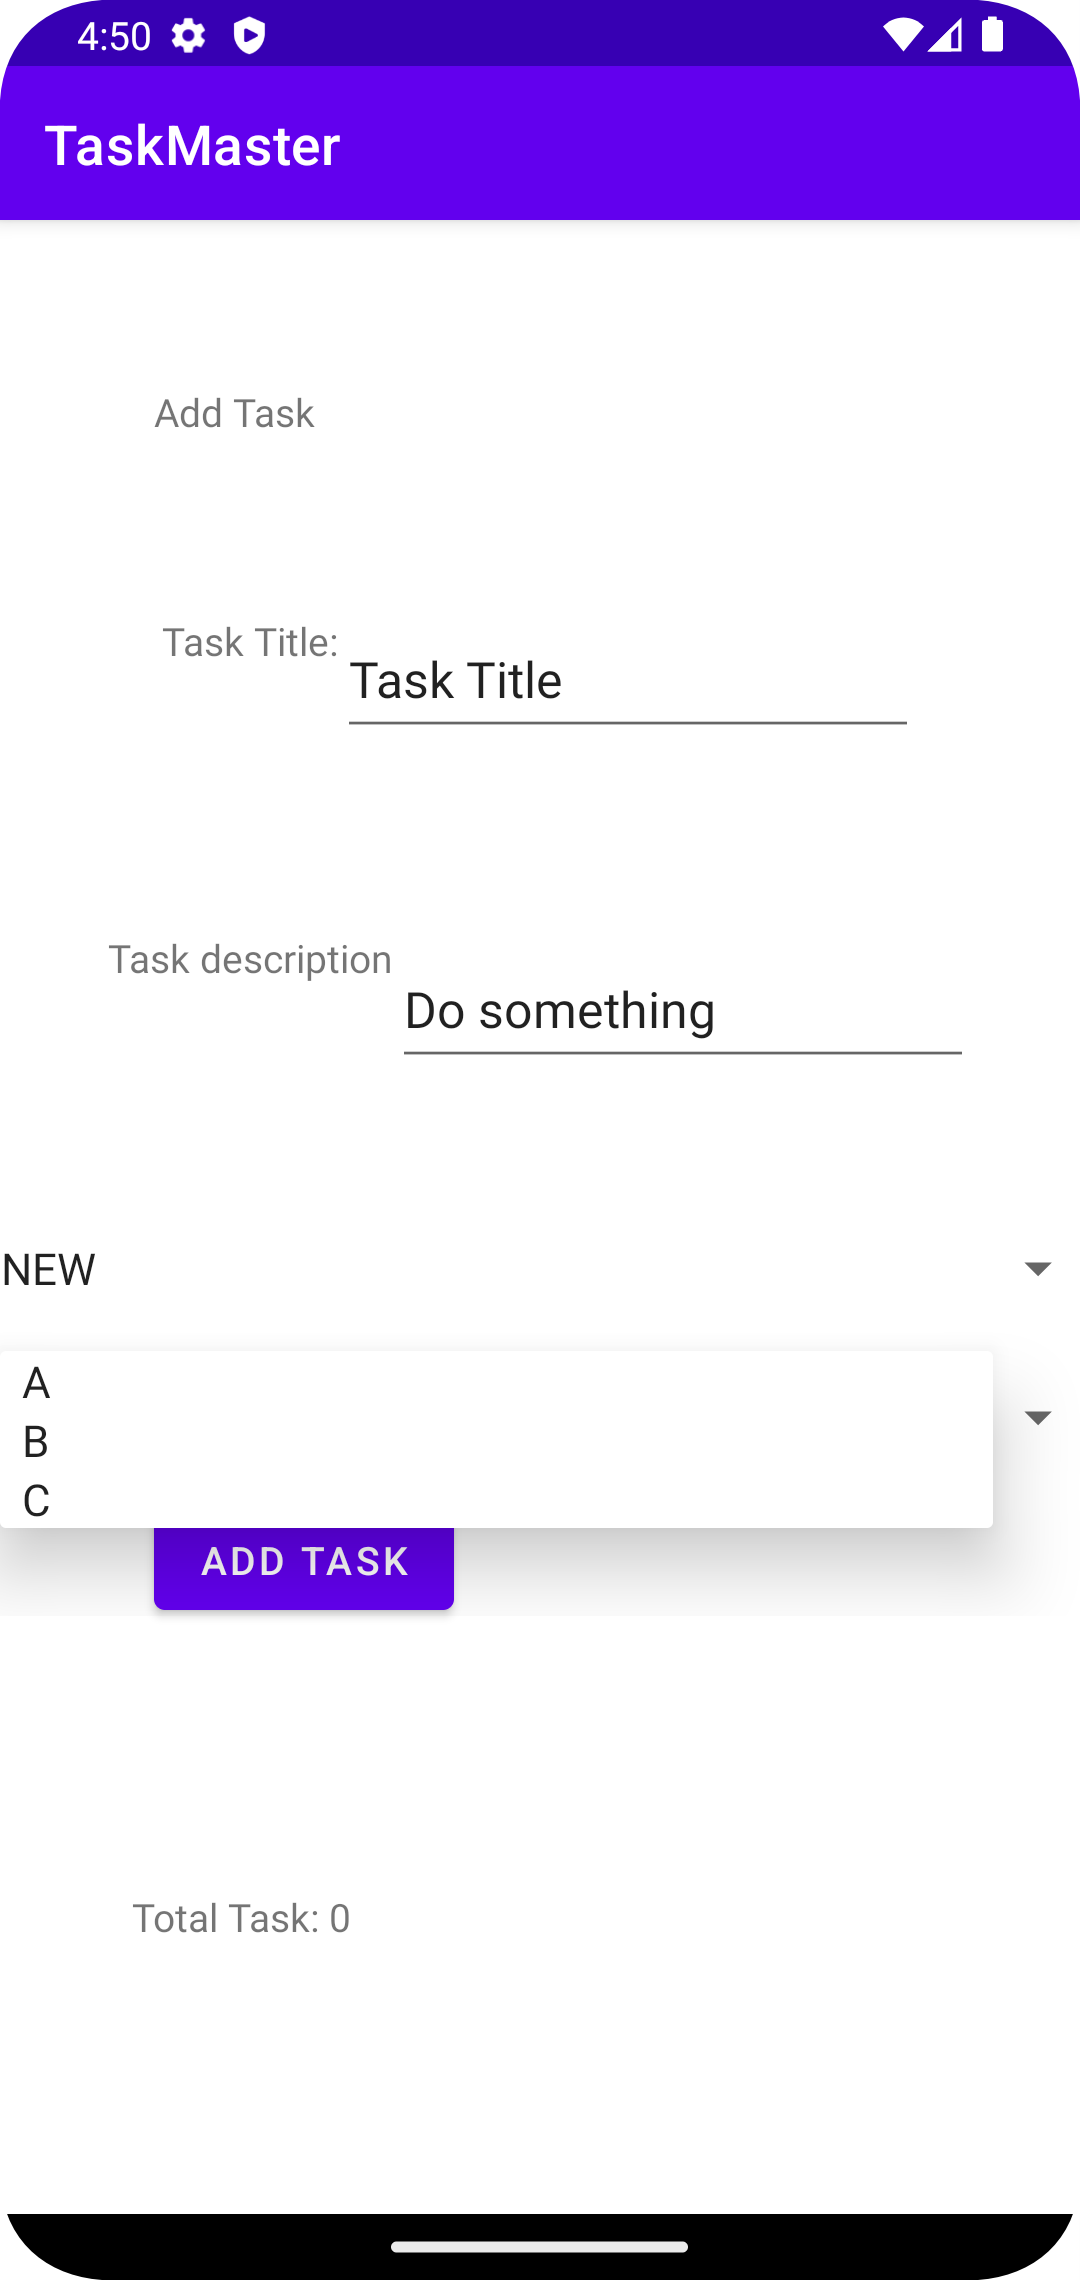 4:50
TaskMaster
Add Task
Task Title:
Task Title
Task description
Do something
NEW
A
B
C
ADD TASK
Total Task: 0